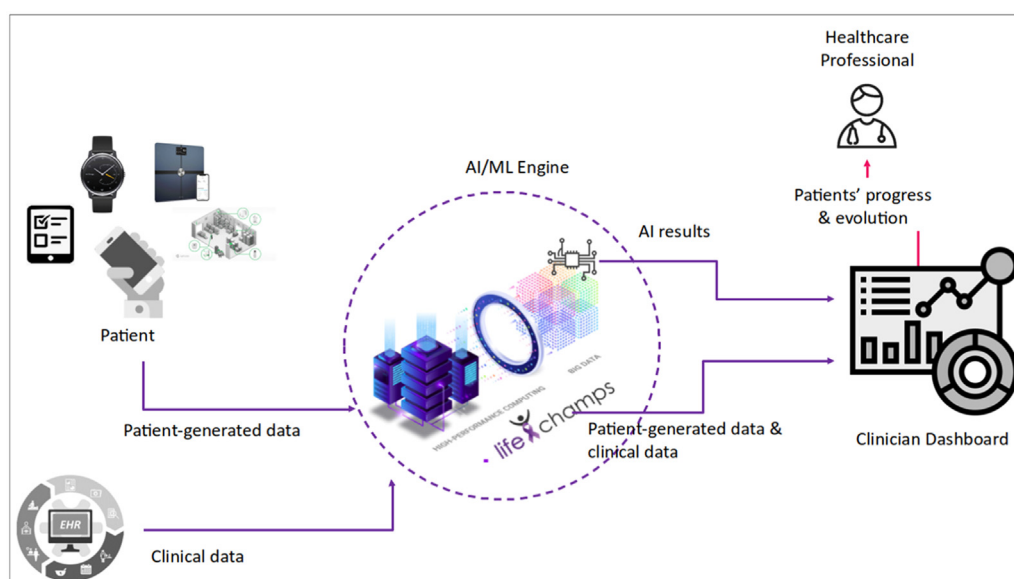 Healthcare
Professional
AI/ML Engine
Patients' progress
& evolution
AI results
Patient
BIG DATA
HIGH-PERFORMANCE COMPUTING
life champs
Patient-generated data
Patient-generated data &
clinical data
Clinician Dashboard
EHR
Clinical data